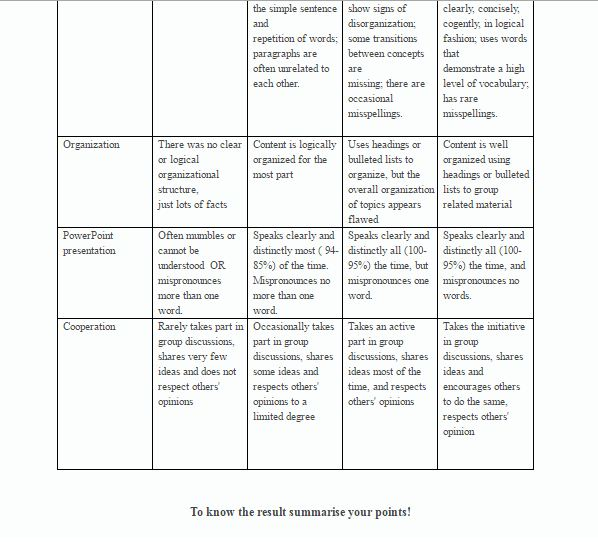 the simple sentence
and
repetition of words;
paragraphs are
often unrelated to
each other.
show signs of
disorganization;
some transitions
between concepts
are
missing; there are
occasional
misspellings.
clearly, concisely,
cogently, in logical
fashion; uses words
that
demonstrate a high
level of vocabulary;
has rare
misspellings.
Organization
There was no clear
or logical
organizational
structure,
just lots of facts
Content is logically
organized for the
most part
Uses headings or
bulleted lists to
organize, but the
overall organization
of topics appears
flawed
Content is well
organized using
headings or bulleted
lists to group
related material
PowerPoint
presentation
Often mumbles or
cannot be
understood OR
mispronounces
more than one
word.
Speaks clearly and
distinctly most ( 94-
85%) of the time.
Mispronounces no
more than one
word.
Speaks clearly and
distinctly all (100-
95%) the time, but
mispronounces one
word.
Speaks clearly and
distinctly all (100-
95%) the time, and
mispronounces no
words.
Cooperation
Rarely takes part in
group discussions,
shares very few
ideas and does not
respect others'
opinions
Occasionally takes
part in group
discussions, shares
some ideas and
respects others'
opinions to a
limited degree
Takes an active
part in group
discussions, shares
ideas most of the
time, and respects
others' opinions
Takes the initiative
in group
discussions, shares
ideas and
encourages others
to do the same,
respects others'
opinion
To know the result summarise your points!